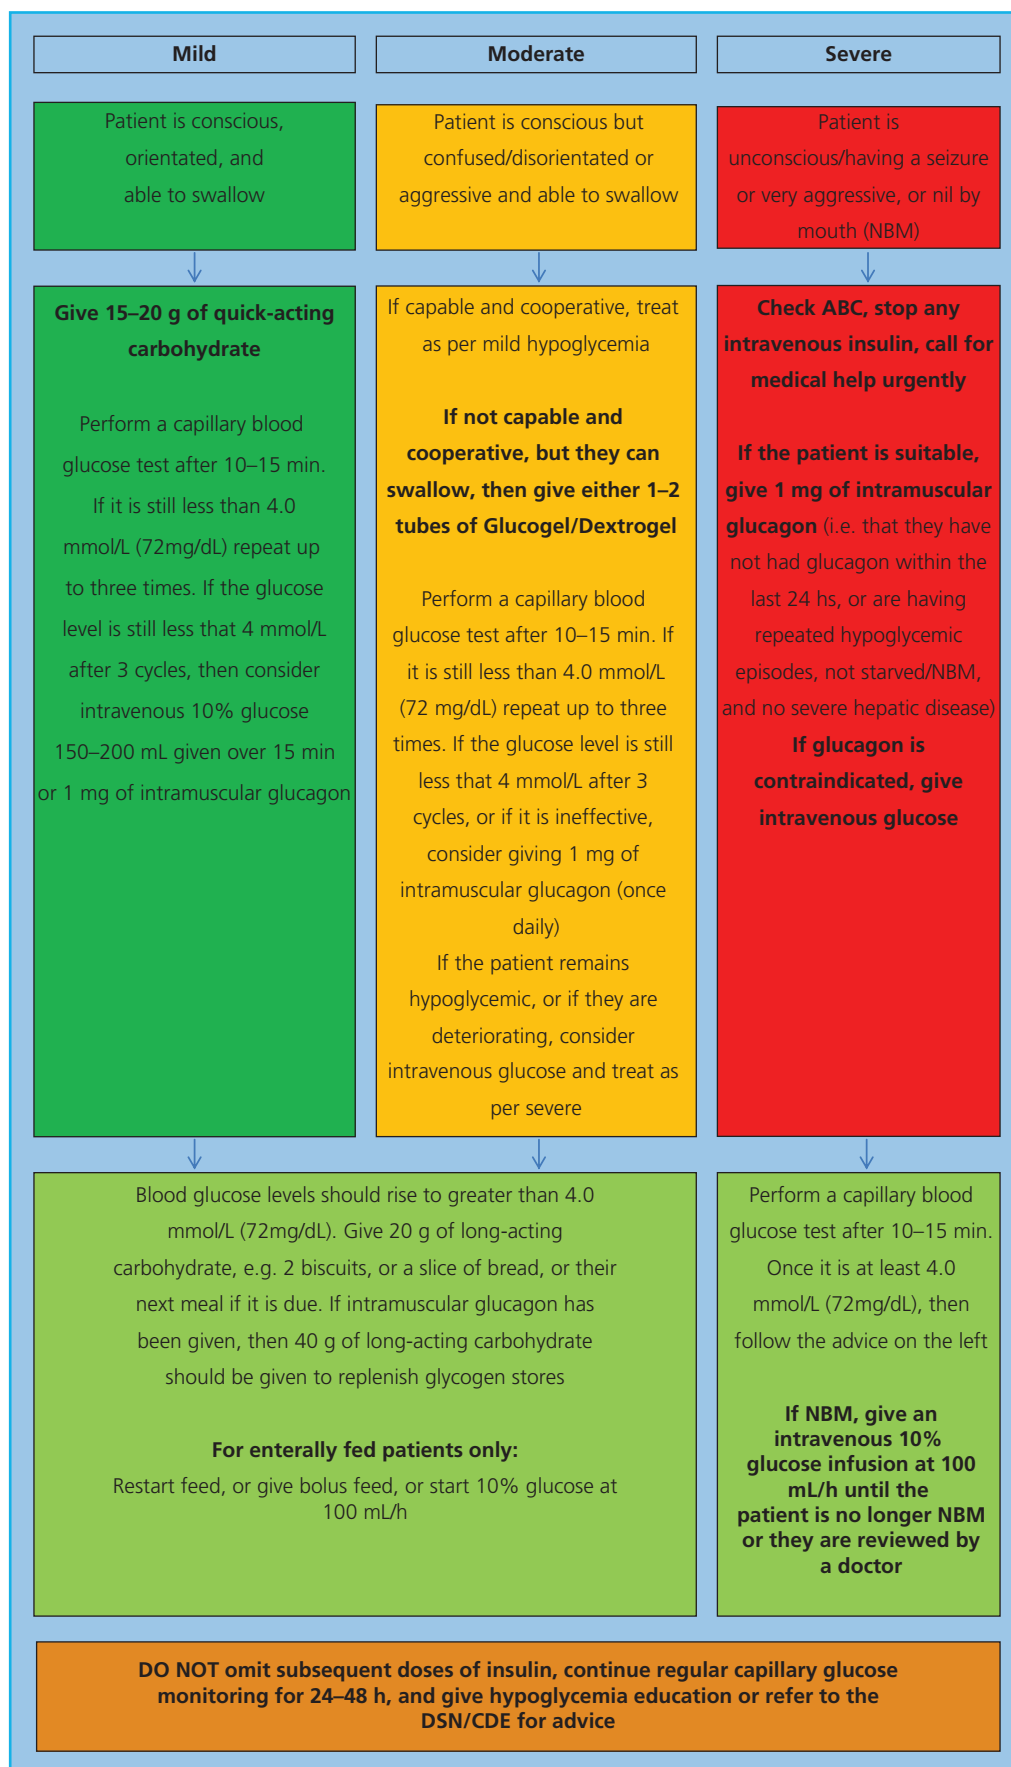 Mild
Moderate
Severe
Patient is conscious,
orientated, and
able to swallow
Patient is conscious but
confused/disorientated or
aggressive and able to swallow
Patient is
unconscious/having a seizure
or very aggressive, or nil by
mouth (NBM)
Give 15–20 g of quick-acting
carbohydrate
Perform a capillary blood
glucose test after 10–15 min.
If it is still less than 4.0
mmol/L (72mg/dL) repeat up
to three times. If the glucose
level is still less that 4 mmol/L
after 3 cycles, then consider
intravenous 10% glucose
150–200 mL given over 15 min
or 1 mg of intramuscular glucagon
If capable and cooperative, treat
as per mild hypoglycemia
If not capable and
cooperative, but they can
swallow, then give either 1–2
tubes of Glucogel/Dextrogel
Perform a capillary blood
glucose test after 10–15 min. If
it is still less than 4.0 mmol/L
(72 mg/dL) repeat up to three
times. If the glucose level is still
less that 4 mmol/L after 3
cycles, or if it is ineffective,
consider giving 1 mg of
intramuscular glucagon (once
daily)
If the patient remains
hypoglycemic, or if they are
deteriorating, consider
intravenous glucose and treat as
per severe
Check ABC, stop any
intravenous insulin, call for
medical help urgently
If the patient is suitable,
give 1 mg of intramuscular
glucagon (i.e. that they have
not had glucagon within the
last 24 hs, or are having
repeated hypoglycemic
episodes, not starved/NBM,
and no severe hepatic disease)
If glucagon is
contraindicated, give
intravenous glucose
Blood glucose levels should rise to greater than 4.0
mmol/L (72mg/dL). Give 20 g of long-acting
carbohydrate, e.g. 2 biscuits, or a slice of bread, or their
next meal if it is due. If intramuscular glucagon has
been given, then 40 g of long-acting carbohydrate
should be given to replenish glycogen stores
For enterally fed patients only:
Restart feed, or give bolus feed, or start 10% glucose at
100 mL/h
Perform a capillary blood
glucose test after 10–15 min.
Once it is at least 4.0
mmol/L (72mg/dL), then
follow the advice on the left
If NBM, give an
intravenous 10%
glucose infusion at 100
mL/h until the
patient is no longer NBM
or they are reviewed by
a doctor
DO NOT omit subsequent doses of insulin, continue regular capillary glucose
monitoring for 24–48 h, and give hypoglycemia education or refer to the
DSN/CDE for advice